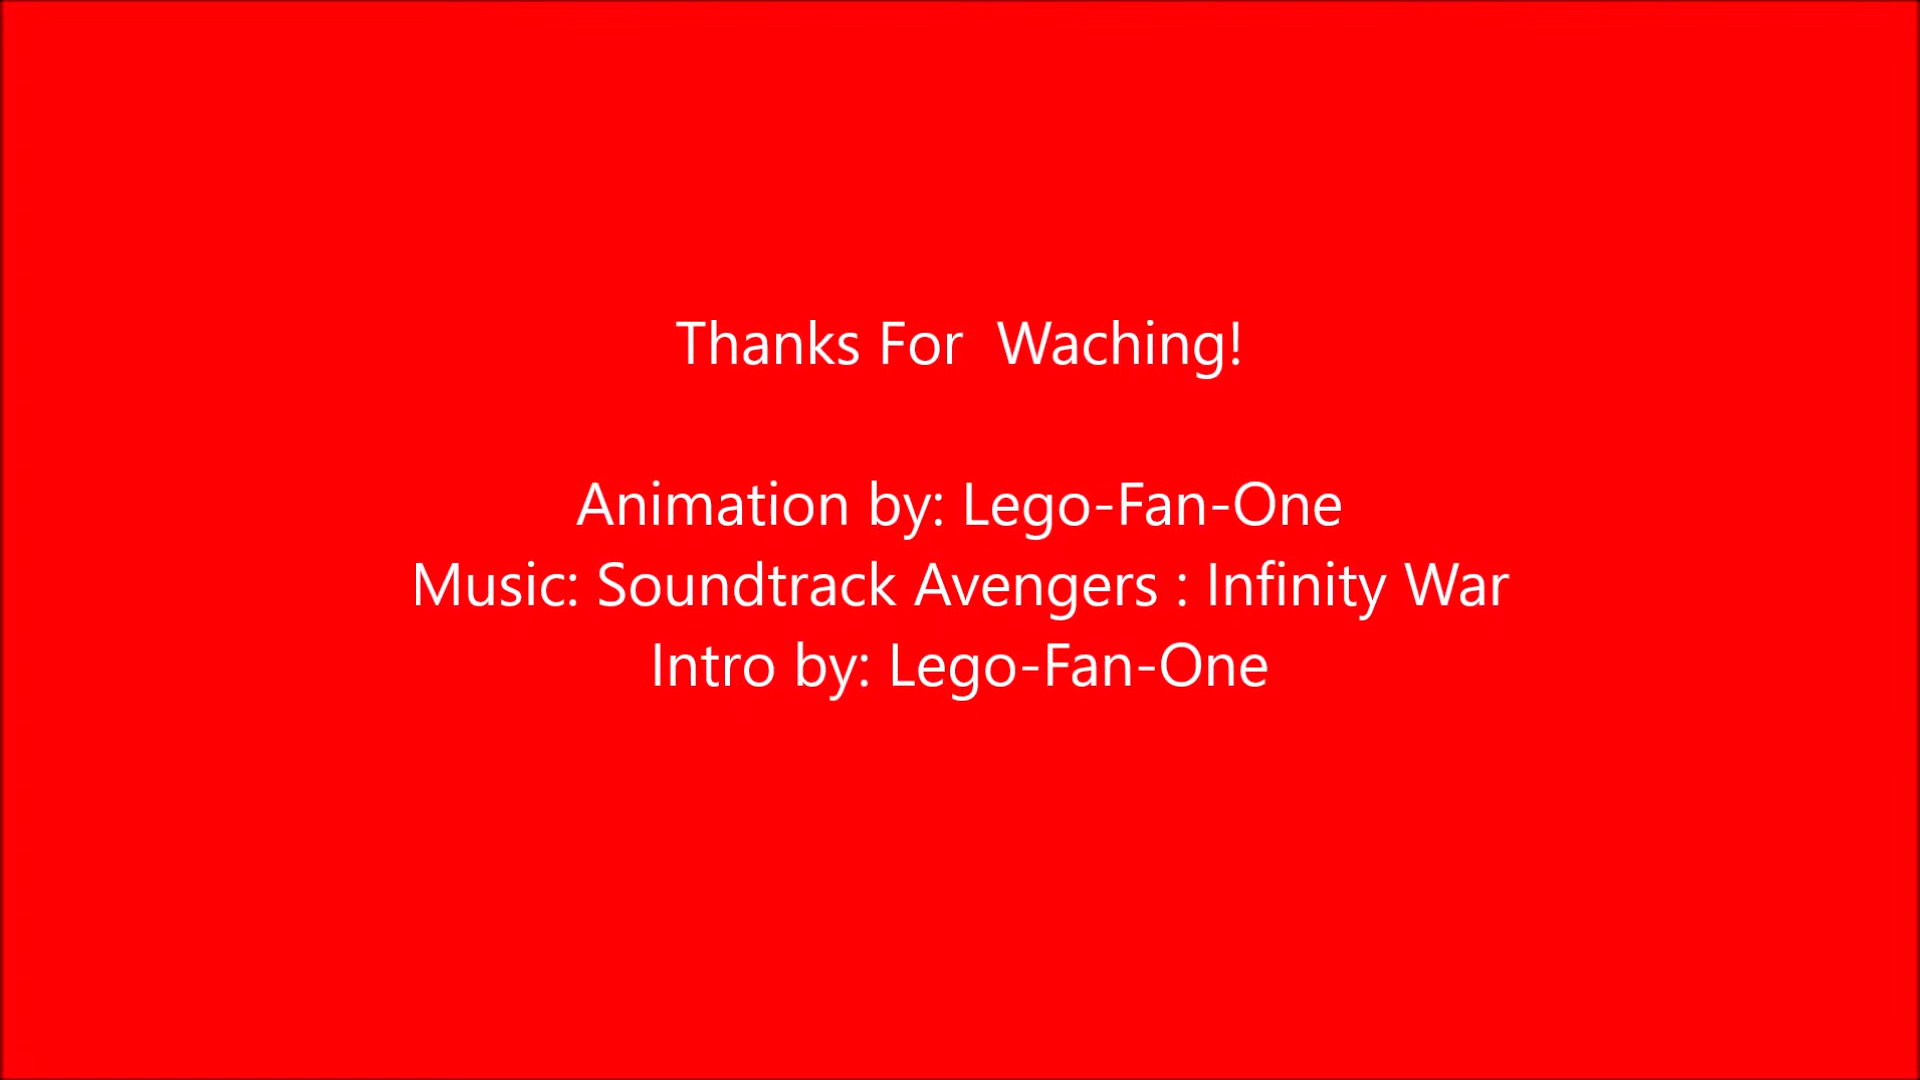 Thanks For  Waching!
Animation by: Lego-Fan-One
Music: Soundtrack Avengers : Infinity War
Intro by: Lego-Fan-One